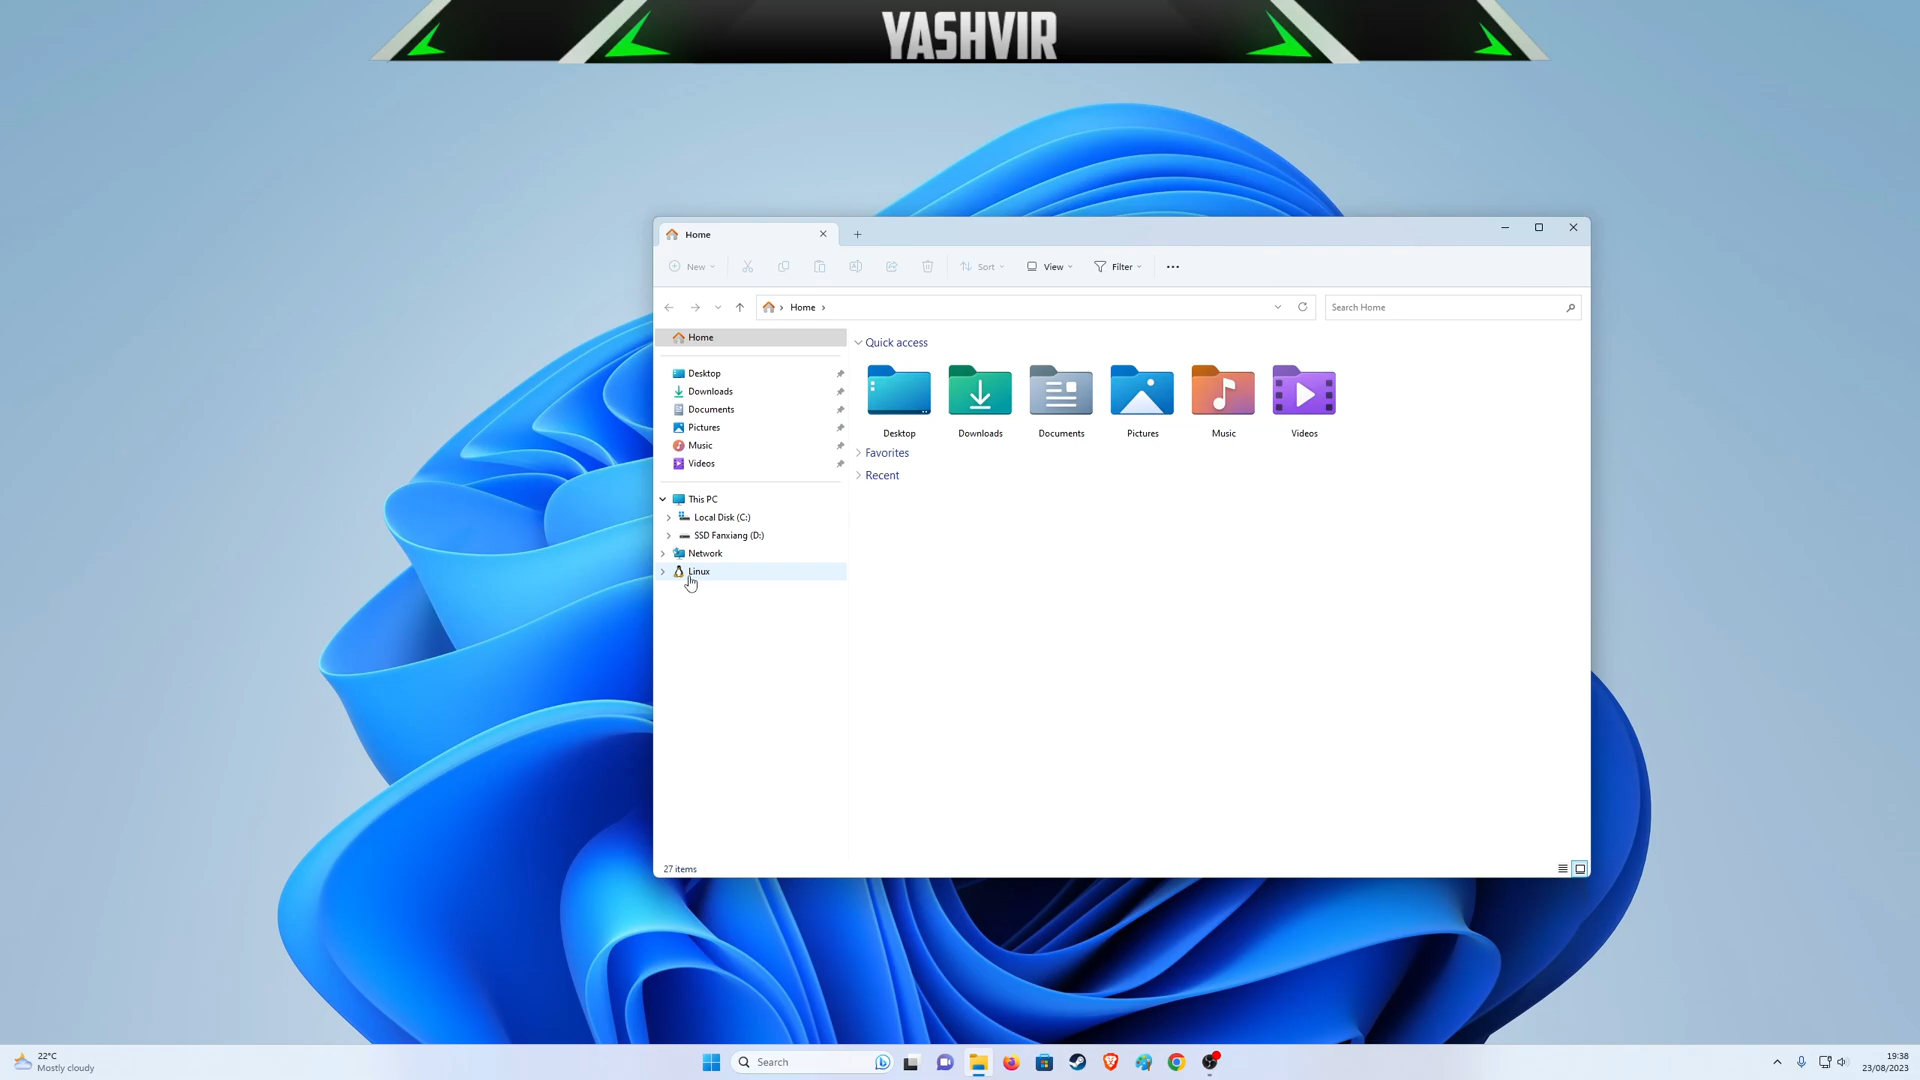 YASHVIR
Home
New
Sort
View
Filter
Home
Search Home
Home
Desktop
Downloads
Documents
Pictures
Music
Videos
This PC
Local Disk (C:)
SSD Fanxiang (D:)
Network
Linux
Quick access
Desktop
Downloads
Documents
Pictures
Music
Videos
Favorites
Recent
27 items
22°C
Mostly cloudy
Search
19:38
23/08/2023